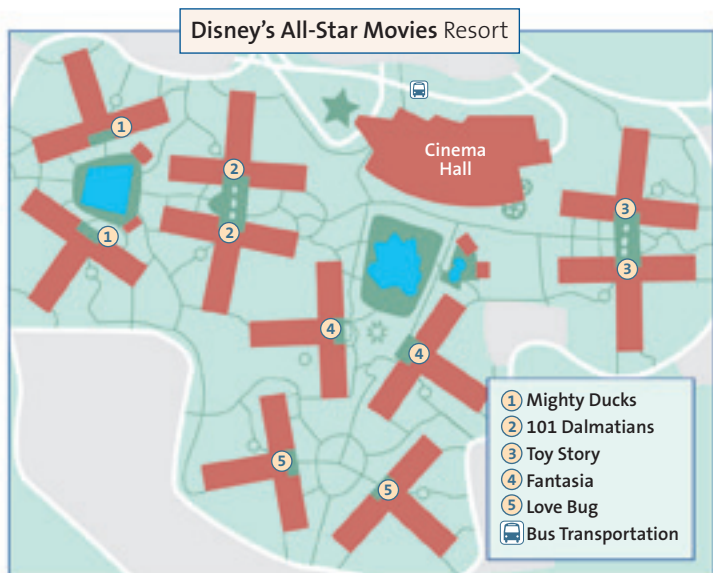 Disney's All-Star Movies Resort
Cinema
Hall
1
2
3
1
2
3
4
4
5
5
1 Mighty Ducks
2 101 Dalmatians
3 Toy Story
4 Fantasia
5 Love Bug
Bus Transportation